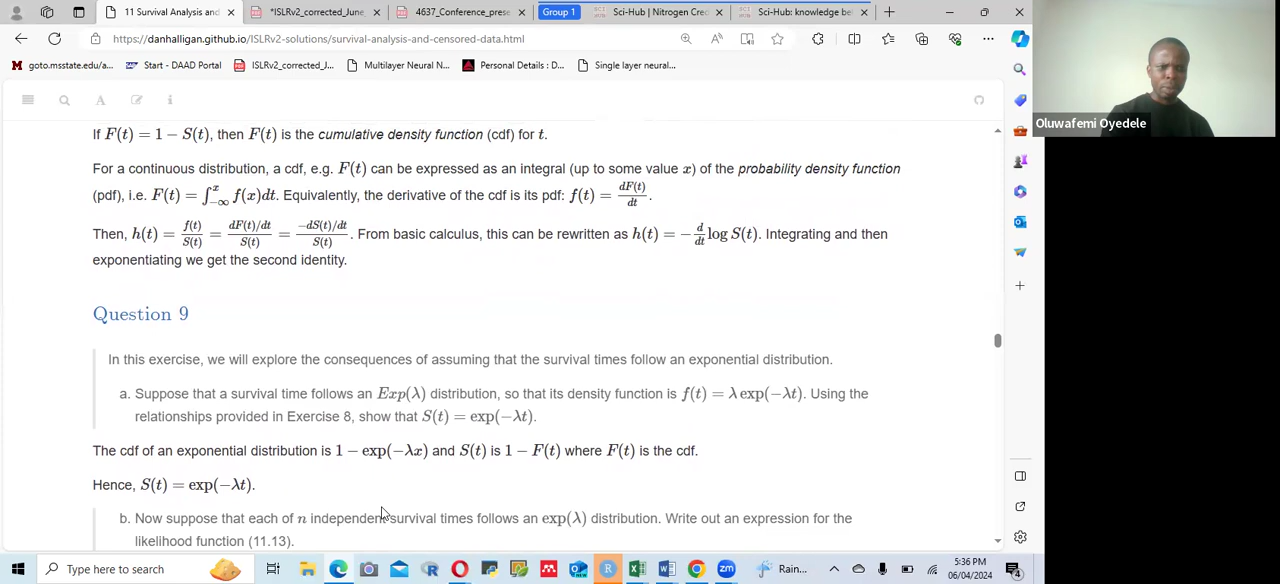 11 Survival Analysis and
*ISLRv2_corrected_June_
4637_Conference_prese
Group 1
Sci-Hub | Nitrogen Cre
Sci-Hub: knowledge be
https://danhalligan.github.io/ISLRv2-solutions/survival-analysis-and-censored-data.html
goto.msstate.edu/a...
Start - DAAD Portal
ISLRv2_corrected_J...
Multilayer Neural N...
Personal Details : D...
Single layer neural...
Oluwafemi Oyedele
If F(t) = 1 − S(t), then F(t) is the cumulative density function (cdf) for t.
For a continuous distribution, a cdf, e.g. F(t) can be expressed as an integral (up to some value x) of the probability density function
(pdf), i.e. F(t) = ∫_{−∞}^{x} f(x)dt. Equivalently, the derivative of the cdf is its pdf: f(t) = dF(t)/dt.
Then, h(t) = f(t)/S(t) = dF(t)/dt / S(t) = −dS(t)/dt / S(t). From basic calculus, this can be rewritten as h(t) = −d/dt log S(t). Integrating and then
exponentiating we get the second identity.
Question 9
In this exercise, we will explore the consequences of assuming that the survival times follow an exponential distribution.
a. Suppose that a survival time follows an Exp(λ) distribution, so that its density function is f(t) = λ exp(−λt). Using the
relationships provided in Exercise 8, show that S(t) = exp(−λt).
The cdf of an exponential distribution is 1 − exp(−λx) and S(t) is 1 − F(t) where F(t) is the cdf.
Hence, S(t) = exp(−λt).
b. Now suppose that each of n independent survival times follows an exp(λ) distribution. Write out an expression for the
likelihood function (11.13).
Type here to search
Rain...
5:36 PM
06/04/2024